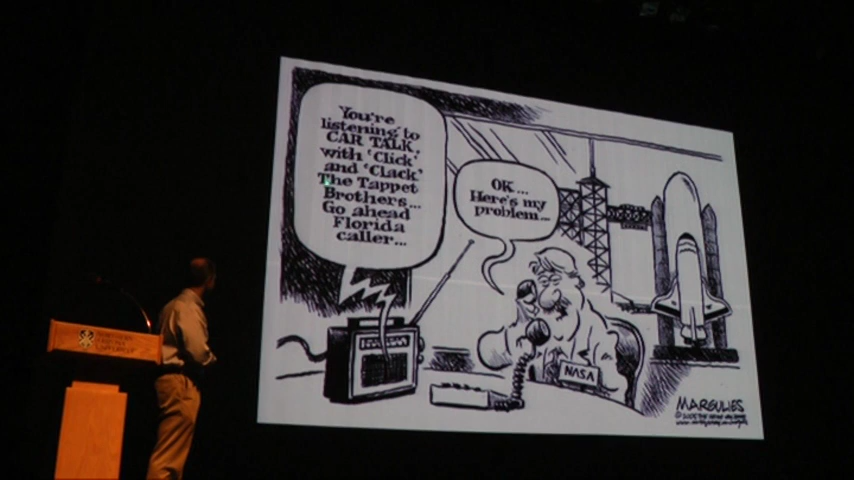 You're
listening to
CAR TALK,
with 'Click'
and 'Clack'
The Tappet
Brothers...
Go ahead
Florida
caller...
OK...
Here's my
problem...
NASA
MARGULIES